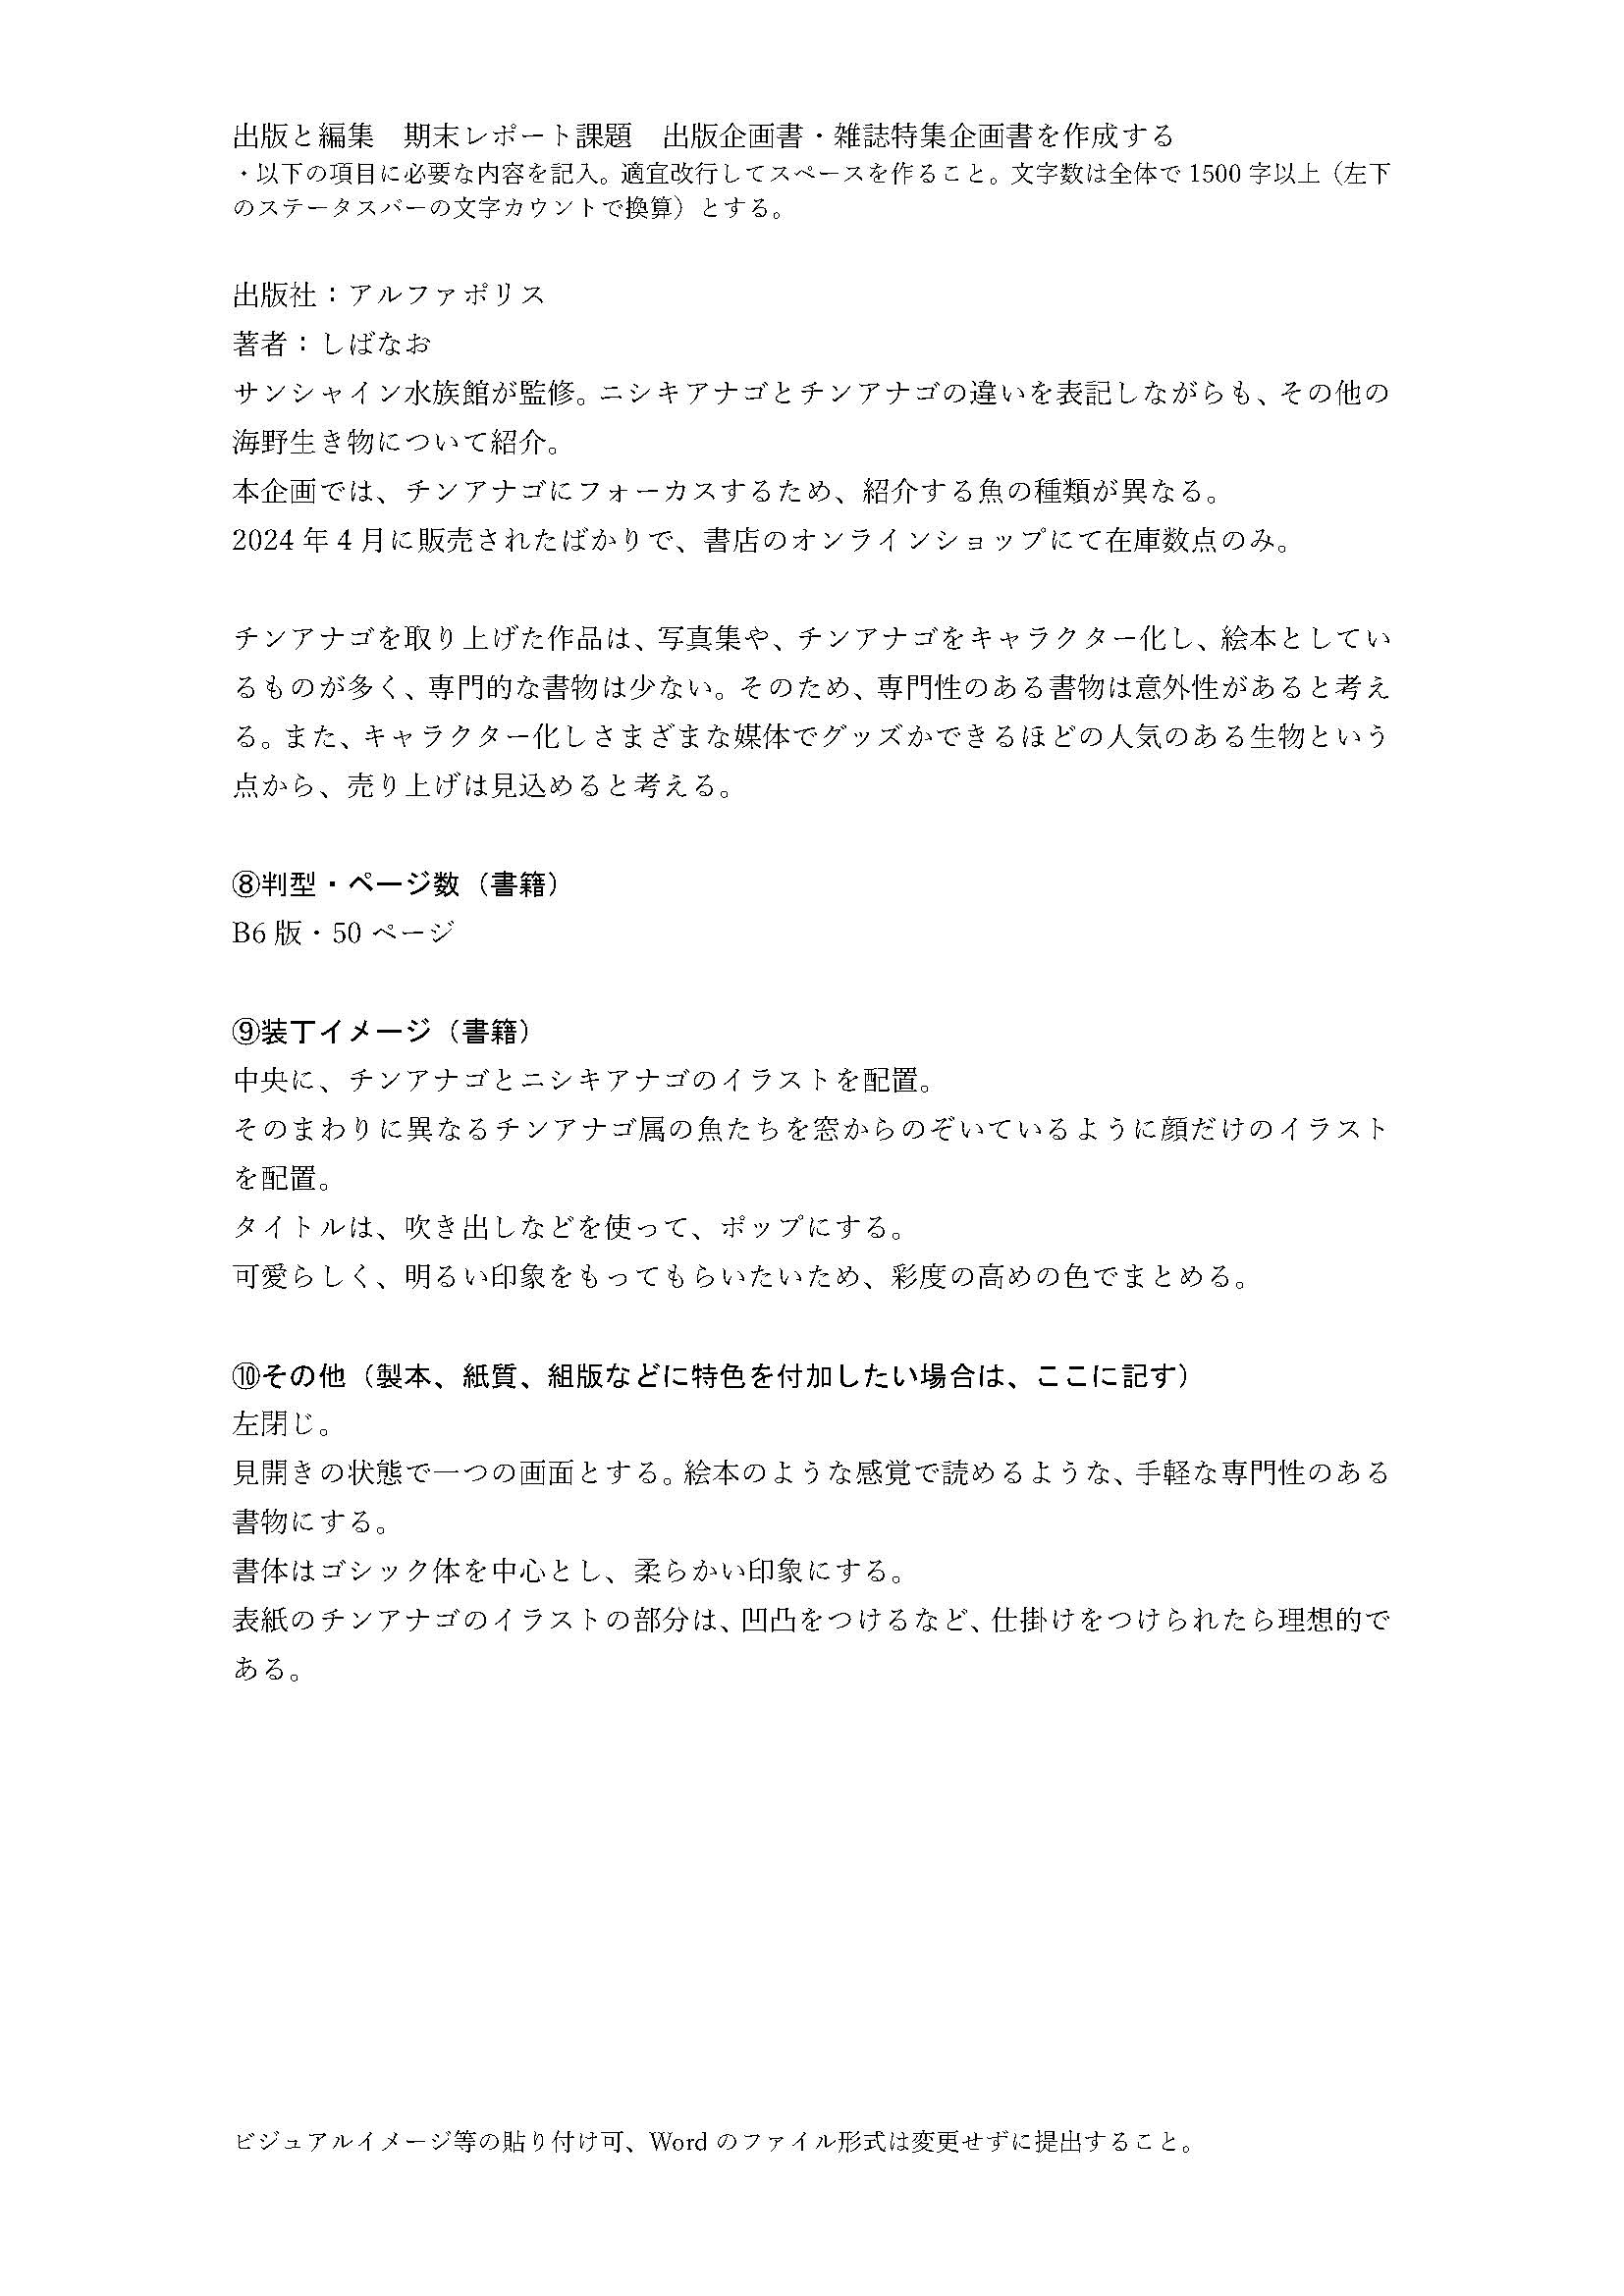 出版と編集　期末レポート課題　出版企画書・雑誌特集企画書を作成する
・以下の項目に必要な内容を記入。適宜改行してスペースを作ること。文字数は全体で 1500 字以上（左下
のステータスバーの文字カウントで換算）とする。
出版社：アルファポリス
著者：しばなお
サンシャイン水族館が監修。ニシキアナゴとチンアナゴの違いを表記しながらも、その他の
海野生き物について紹介。
本企画では、チンアナゴにフォーカスするため、紹介する魚の種類が異なる。
2024 年 4 月に販売されたばかりで、書店のオンラインショップにて在庫数点のみ。
チンアナゴを取り上げた作品は、写真集や、チンアナゴをキャラクター化し、絵本としてい
るものが多く、専門的な書物は少ない。そのため、専門性のある書物は意外性があると考え
る。また、キャラクター化しさまざまな媒体でグッズかできるほどの人気のある生物という
点から、売り上げは見込めると考える。
⑧判型・ページ数（書籍）
B6 版・50 ページ
⑨装丁イメージ（書籍）
中央に、チンアナゴとニシキアナゴのイラストを配置。
そのまわりに異なるチンアナゴ属の魚たちを窓からのぞいているように顔だけのイラスト
を配置。
タイトルは、吹き出しなどを使って、ポップにする。
可愛らしく、明るい印象をもってもらいたいため、彩度の高めの色でまとめる。
⑩その他（製本、紙質、組版などに特色を付加したい場合は、ここに記す）
左閉じ。
見開きの状態で一つの画面とする。絵本のような感覚で読めるような、手軽な専門性のある
書物にする。
書体はゴシック体を中心とし、柔らかい印象にする。
表紙のチンアナゴのイラストの部分は、凹凸をつけるなど、仕掛けをつけられたら理想的で
ある。
ビジュアルイメージ等の貼り付け可、Word のファイル形式は変更せずに提出すること。